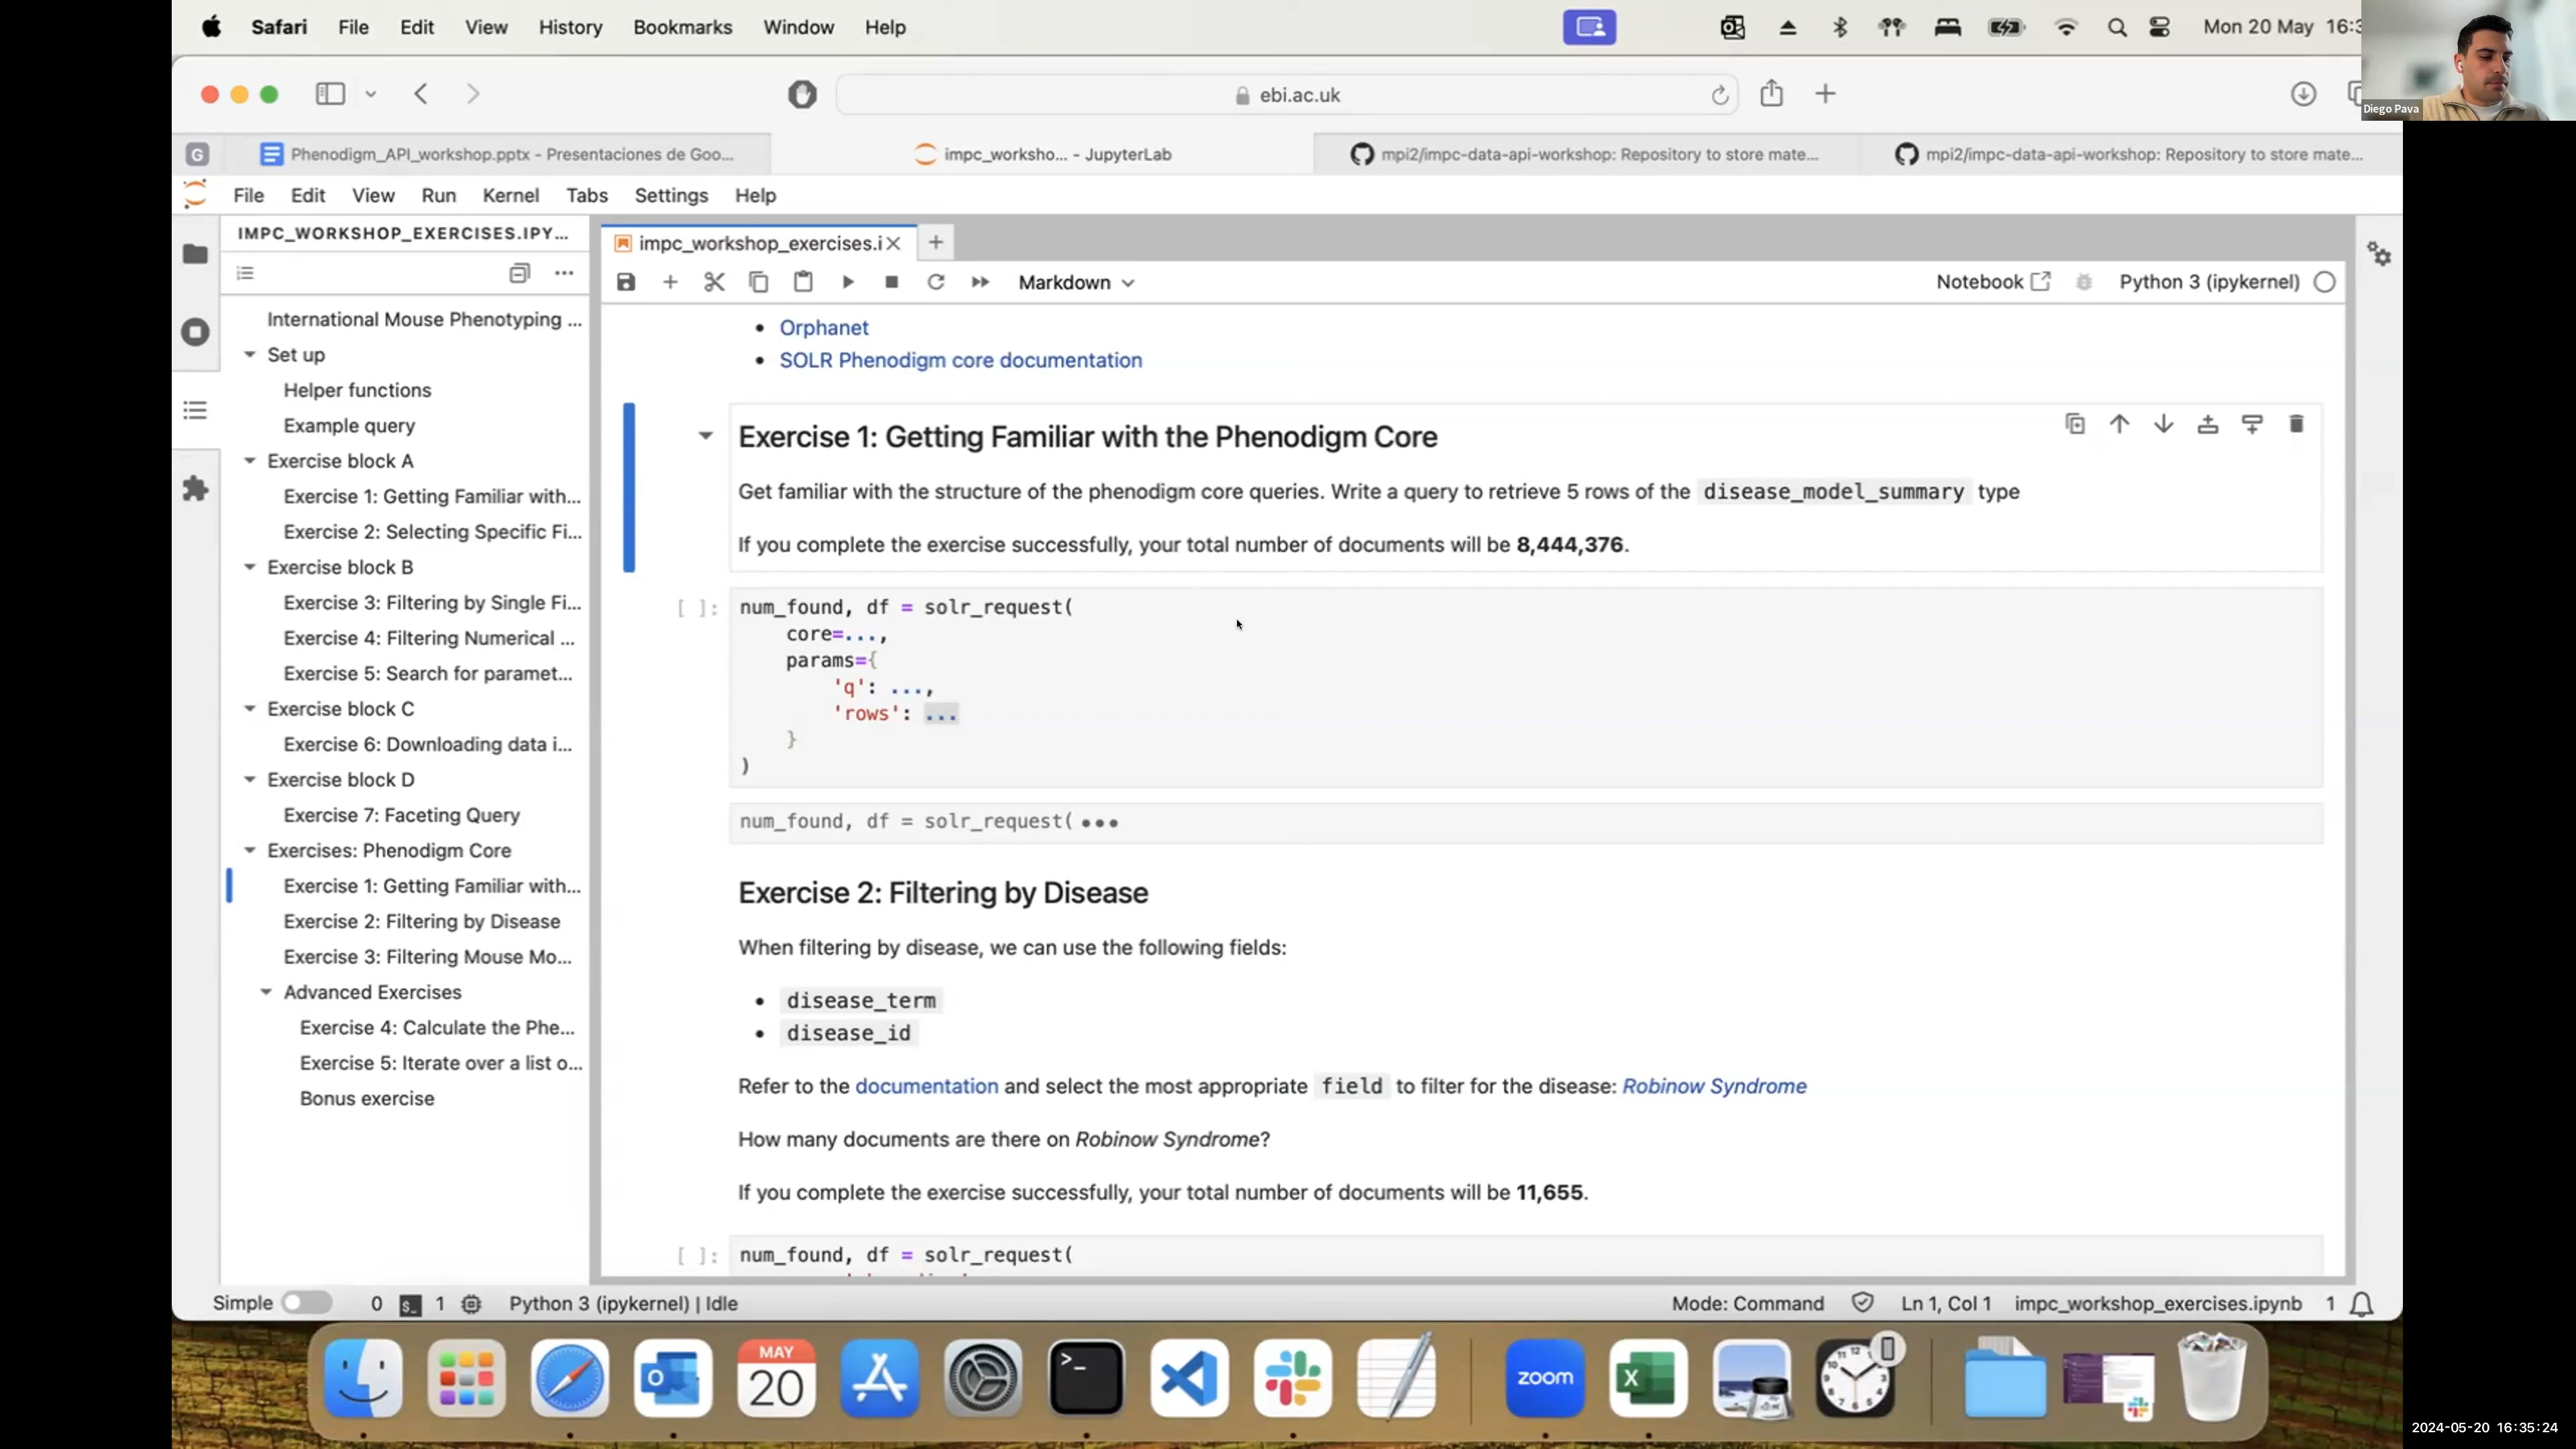 Safari File Edit View History Bookmarks Window Help
Mon 20 May 16:3
Diego Pava
ebi.ac.uk
G
Phenodigm_API_workshop.pptx - Presentaciones de Goo...
impc_worksho... - JupyterLab
mpi2/impc-data-api-workshop: Repository to store mate...
mpi2/impc-data-api-workshop: Repository to store mate...
File Edit View Run Kernel Tabs Settings Help
IMPC_WORKSHOP_EXERCISES.IPY...
International Mouse Phenotyping ...
Set up
Helper functions
Example query
Exercise block A
Exercise 1: Getting Familiar with...
Exercise 2: Selecting Specific Fi...
Exercise block B
Exercise 3: Filtering by Single Fi...
Exercise 4: Filtering Numerical ...
Exercise 5: Search for paramet...
Exercise block C
Exercise 6: Downloading data i...
Exercise block D
Exercise 7: Faceting Query
Exercises: Phenodigm Core
Exercise 1: Getting Familiar with...
Exercise 2: Filtering by Disease
Exercise 3: Filtering Mouse Mo...
Advanced Exercises
Exercise 4: Calculate the Phe...
Exercise 5: Iterate over a list o...
Bonus exercise
impc_workshop_exercises.i
Markdown
Notebook
Python 3 (ipykernel)
• Orphanet
• SOLR Phenodigm core documentation
Exercise 1: Getting Familiar with the Phenodigm Core
Get familiar with the structure of the phenodigm core queries. Write a query to retrieve 5 rows of the disease_model_summary type
If you complete the exercise successfully, your total number of documents will be 8,444,376.
[ ]: num_found, df = solr_request(
core=...,
params={
'q': ...,
'rows': ...
}
)
num_found, df = solr_request( •••
Exercise 2: Filtering by Disease
When filtering by disease, we can use the following fields:
• disease_term
• disease_id
Refer to the documentation and select the most appropriate field to filter for the disease: Robinow Syndrome
How many documents are there on Robinow Syndrome?
If you complete the exercise successfully, your total number of documents will be 11,655.
[ ]: num_found, df = solr_request(
Simple 0 $_ 1 Python 3 (ipykernel) | Idle
Mode: Command Ln 1, Col 1 impc_workshop_exercises.ipynb 1
MAY
20
zoom
2024-05-20 16:35:24